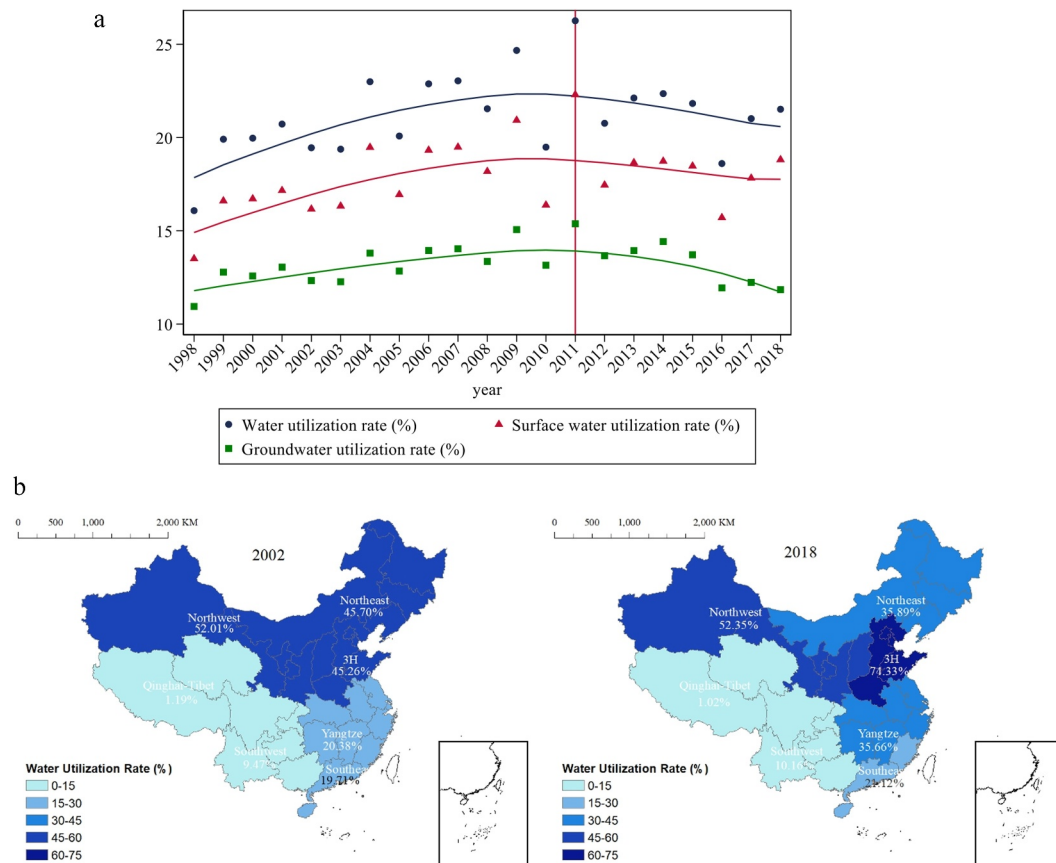 a
25
20
15
10
1998 1999 2000 2001 2002 2003 2004 2005 2006 2007 2008 2009 2010 2011 2012 2013 2014 2015 2016 2017 2018
year
Water utilization rate (%) Surface water utilization rate (%)
Groundwater utilization rate (%)
b
0 500 1,000 2,000 KM
2002
Northeast
45.70%
Northwest
52.01%
3H
45.26%
Qinghai-Tibet
1.19%
Yangtze
20.38%
Southwest
9.47%
Southeast
19.71%
Water Utilization Rate (%)
0-15
15-30
30-45
45-60
60-75
0 500 1,000 2,000 KM
2018
Northeast
35.89%
Northwest
52.35%
3H
74.33%
Qinghai-Tibet
1.02%
Yangtze
35.66%
Southwest
10.16%
Southeast
21.12%
Water Utilization Rate (%)
0-15
15-30
30-45
45-60
60-75